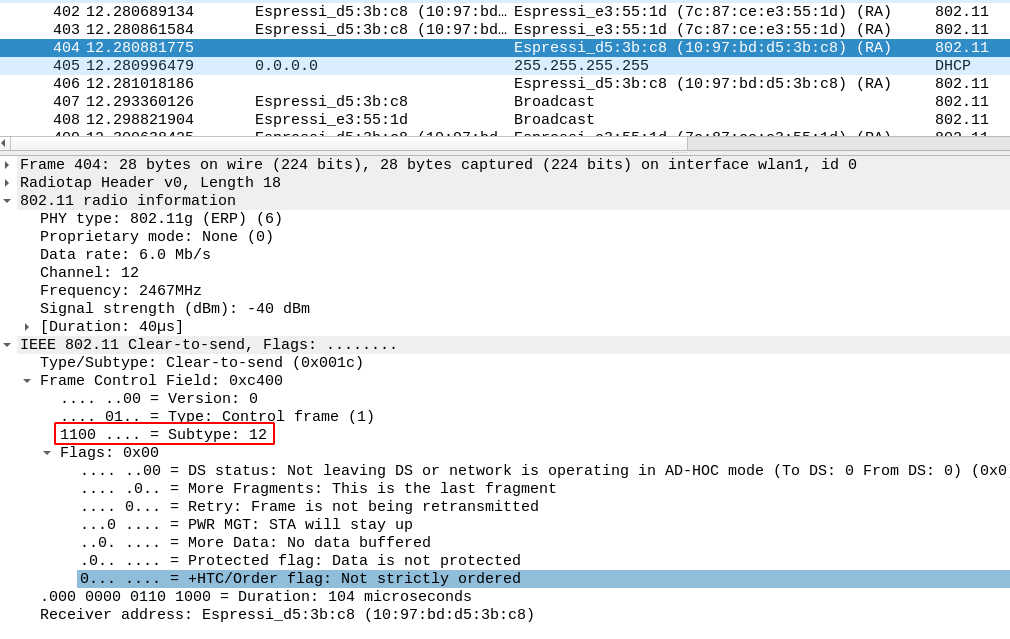 402 12.280689134 Espressi_d5:3b:c8 (10:97:bd… Espressi_e3:55:1d (7c:87:ce:e3:55:1d) (RA) 802.11
403 12.280861584 Espressi_d5:3b:c8 (10:97:bd… Espressi_e3:55:1d (7c:87:ce:e3:55:1d) (RA) 802.11
404 12.280881775 Espressi_d5:3b:c8 (10:97:bd:d5:3b:c8) (RA) 802.11
405 12.280996479 0.0.0.0 255.255.255.255 DHCP
406 12.281018186 Espressi_d5:3b:c8 (10:97:bd:d5:3b:c8) (RA) 802.11
407 12.293360126 Espressi_d5:3b:c8 Broadcast 802.11
408 12.298821904 Espressi_e3:55:1d Broadcast 802.11
Frame 404: 28 bytes on wire (224 bits), 28 bytes captured (224 bits) on interface wlan1, id 0
Radiotap Header v0, Length 18
802.11 radio information
PHY type: 802.11g (ERP) (6)
Proprietary mode: None (0)
Data rate: 6.0 Mb/s
Channel: 12
Frequency: 2467MHz
Signal strength (dBm): -40 dBm
[Duration: 40µs]
IEEE 802.11 Clear-to-send, Flags: ........
Type/Subtype: Clear-to-send (0x001c)
Frame Control Field: 0xc400
.... ..00 = Version: 0
.... 01.. = Type: Control frame (1)
1100 .... = Subtype: 12
Flags: 0x00
.... ..00 = DS status: Not leaving DS or network is operating in AD-HOC mode (To DS: 0 From DS: 0) (0x0
.... .0.. = More Fragments: This is the last fragment
.... 0... = Retry: Frame is not being retransmitted
...0 .... = PWR MGT: STA will stay up
..0. .... = More Data: No data buffered
.0.. .... = Protected flag: Data is not protected
0... .... = +HTC/Order flag: Not strictly ordered
.000 0000 0110 1000 = Duration: 104 microseconds
Receiver address: Espressi_d5:3b:c8 (10:97:bd:d5:3b:c8)